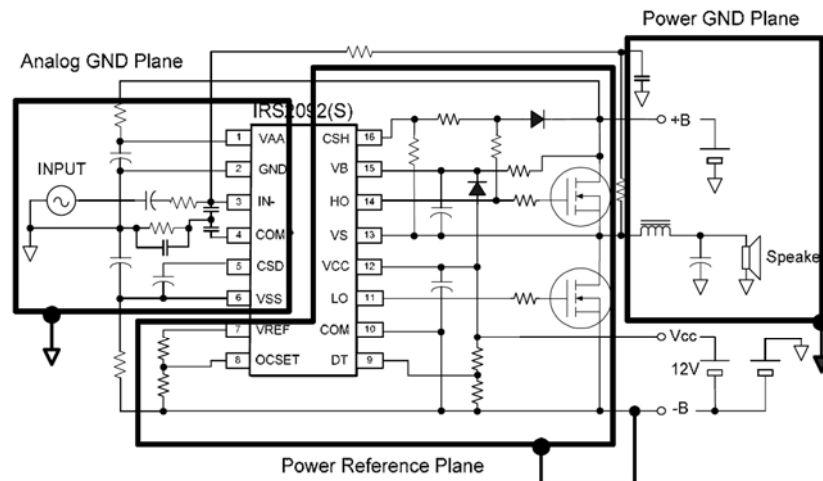 Power GND Plane
Analog GND Plane
IRS2092(S)
1 VAA CSH 16
+B
INPUT
2 GND VB 15
3 IN- HO 14
4 COMP VS 13
Speake
5 CSD VCC 12
6 VSS LO 11
7 VREF COM 10
Vcc
8 OCSET DT 9
12V
-B
Power Reference Plane